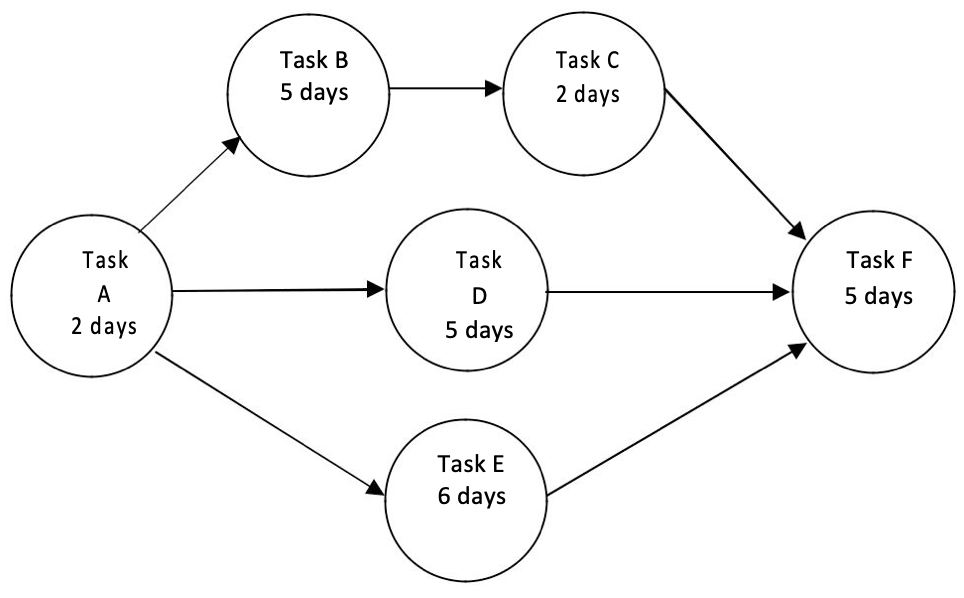 Task B
5 days
Task C
2 days
Task
A
2 days
Task
D
5 days
Task F
5 days
Task E
6 days